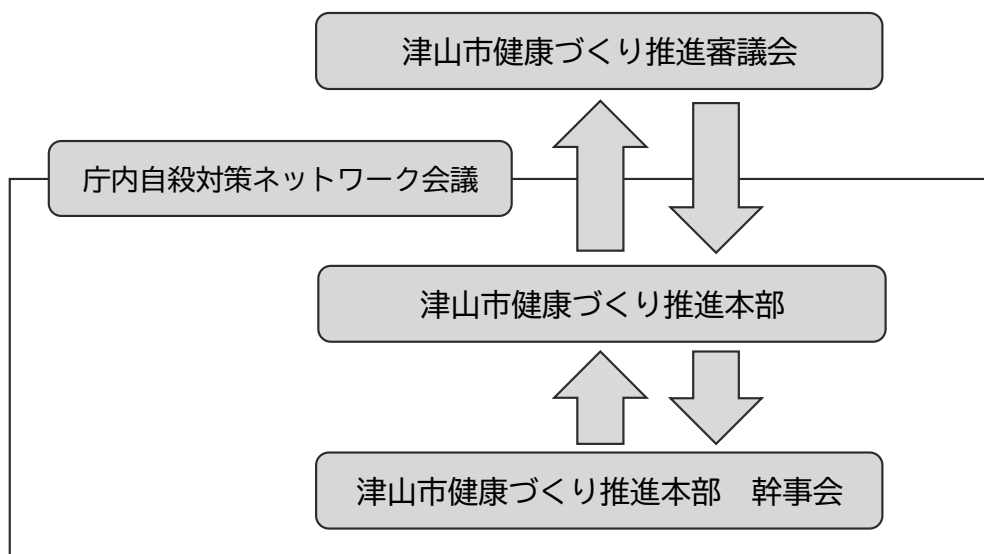 津山市健康づくり推進審議会
庁内自殺対策ネットワーク会議
津山市健康づくり推進本部
津山市健康づくり推進本部　幹事会